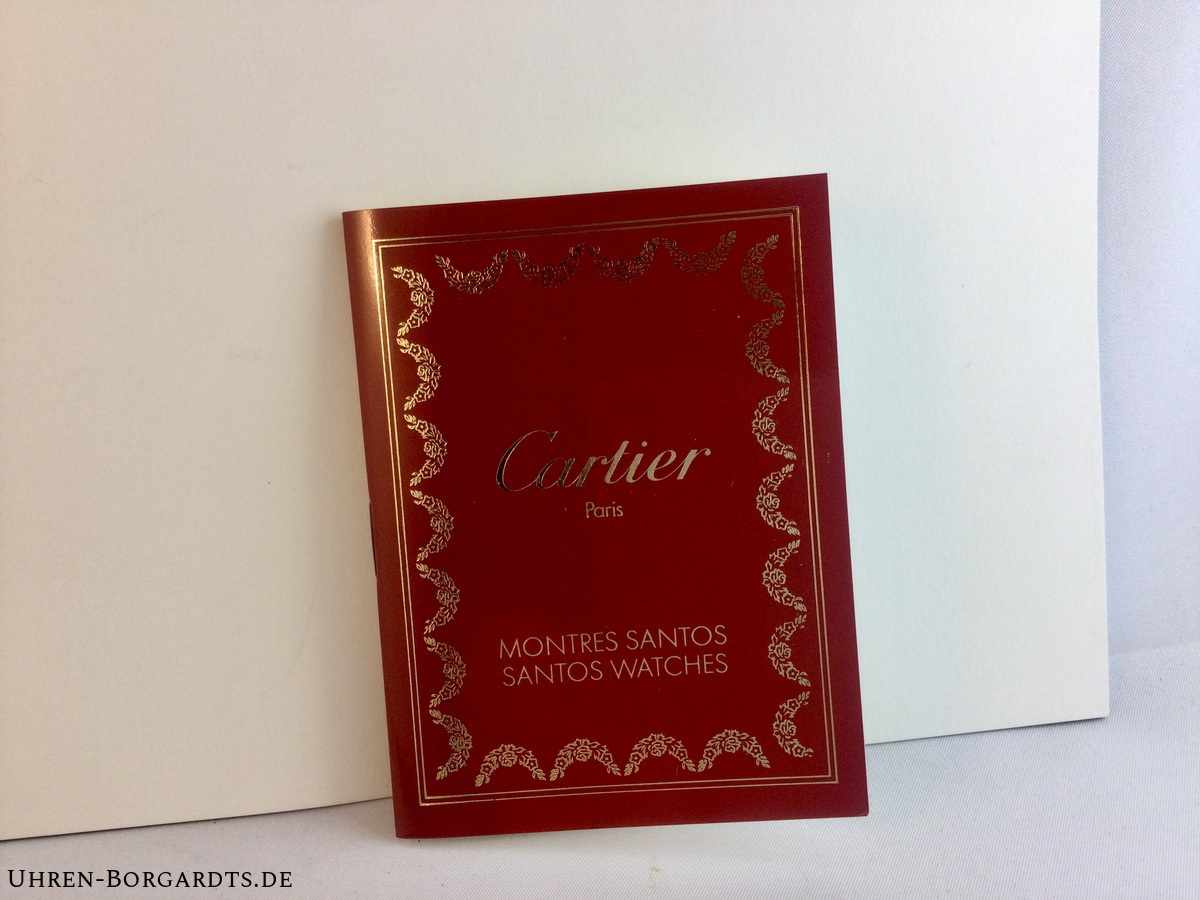 Cartier
Paris
MONTRES SANTOS
SANTOS WATCHES
UHREN-BORGARDTS.DE